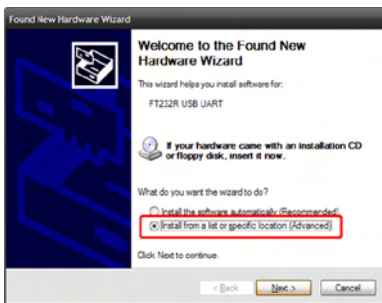 Found New Hardware Wizard
Welcome to the Found New
Hardware Wizard
This wizard helps you install software for:
FT232R USB UART
If your hardware came with an installation CD
or floppy disk, insert it now.
What do you want the wizard to do?
Install the software automatically (Recommended)
Install from a list or specific location (Advanced)
Click Next to continue.
< Back Next > Cancel